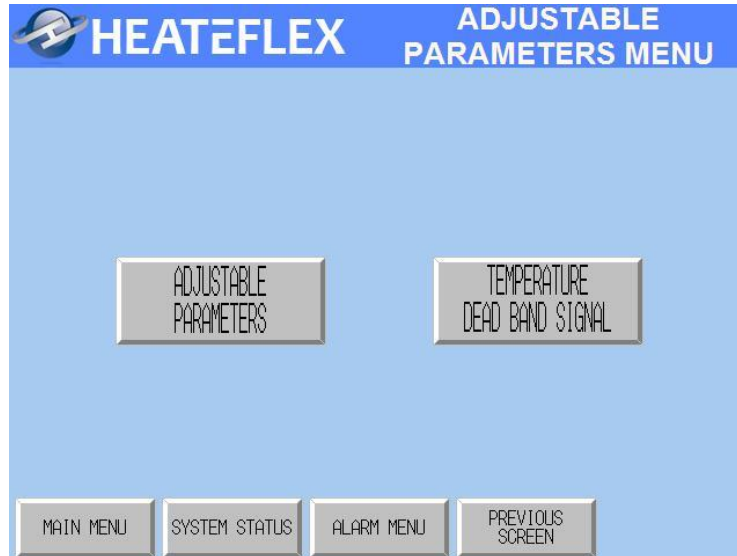 HEATEFLEX
ADJUSTABLE
PARAMETERS MENU
ADJUSTABLE
PARAMETERS
TEMPERATURE
DEAD BAND SIGNAL
MAIN MENU
SYSTEM STATUS
ALARM MENU
PREVIOUS
SCREEN